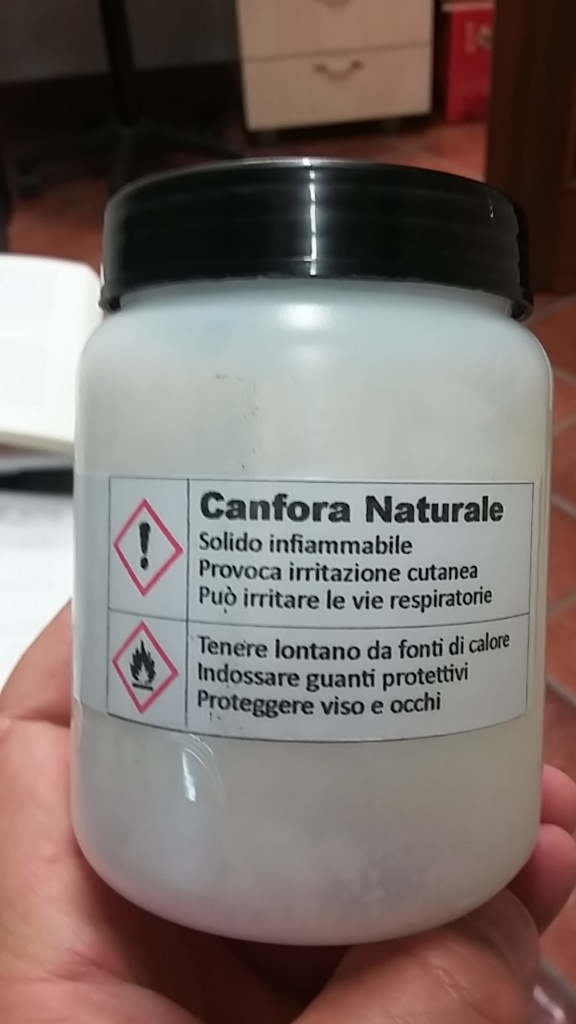 Canfora Naturale
Solido infiammabile
Provoca irritazione cutanea
Può irritare le vie respiratorie
Tenere lontano da fonti di calore
Indossare guanti protettivi
Proteggere viso e occhi